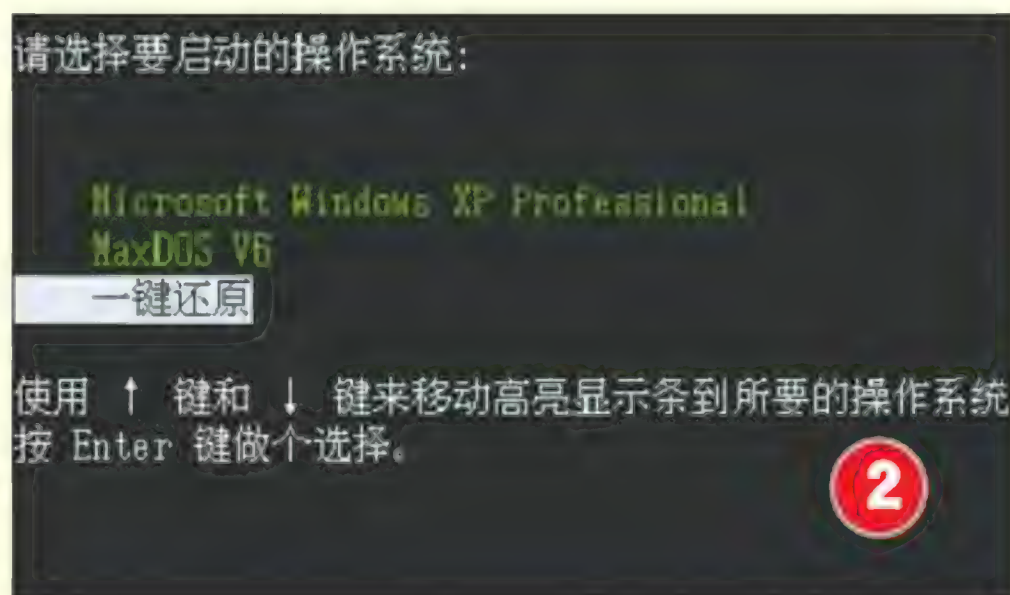 请选择要启动的操作系统:
Microsoft Windows XP Professional
MaxDOS V6
一键还原
使用 ↑ 键和 ↓ 键来移动高亮显示条到所要的操作系统
按 Enter 键做个选择。
2